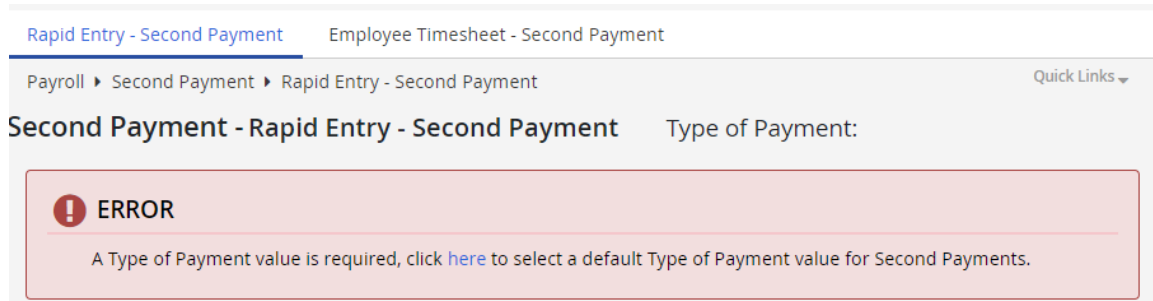 Rapid Entry - Second Payment Employee Timesheet - Second Payment
Payroll ▸ Second Payment ▸ Rapid Entry - Second Payment Quick Links
Second Payment - Rapid Entry - Second Payment Type of Payment:
ERROR
A Type of Payment value is required, click here to select a default Type of Payment value for Second Payments.